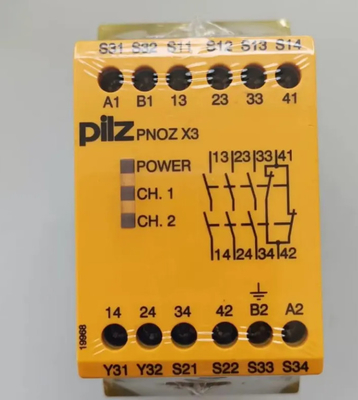 S31 S32 S11 S12 S13 S14
A1 B1 13 23 33 41
pilz PNOZ X3
POWER
CH. 1
CH. 2
13 23 33 41
14 24 34 42
14 24 34 42 B2 A2
19968
Y31 Y32 S21 S22 S33 S34